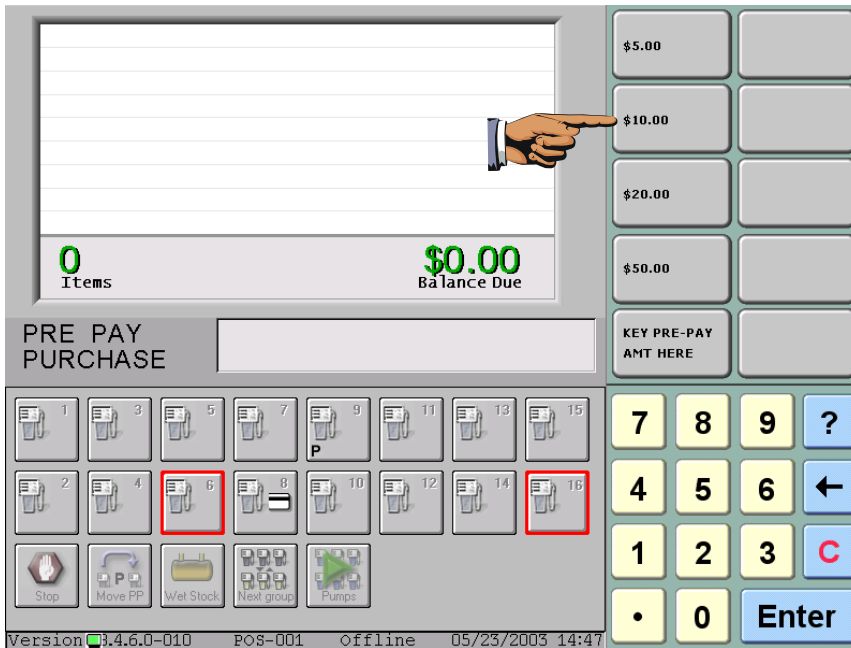 $5.00
$10.00
$20.00
$50.00
KEY PRE-PAY
AMT HERE
0
Items
$0.00
Balance Due
PRE PAY
PURCHASE
1 3 5 7 9 11 13 15
P
2 4 6 8 10 12 14 16
Stop
P
Move PP
Wet Stock
Next group
Pumps
7 8 9 ?
4 5 6 ←
1 2 3 C
. 0 Enter
Version 3.4.6.0-010 POS-001 Offline 05/23/2003 14:47